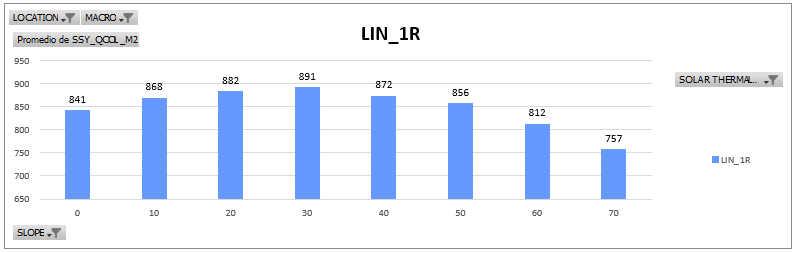 LOCATION MACRO
Promedio de SSY_QCOL_M2
LIN_1R
950
900
850
800
750
700
650
841
868
882
891
872
856
812
757
0 10 20 30 40 50 60 70
SOLAR THERMAL...
LIN_1R
SLOPE